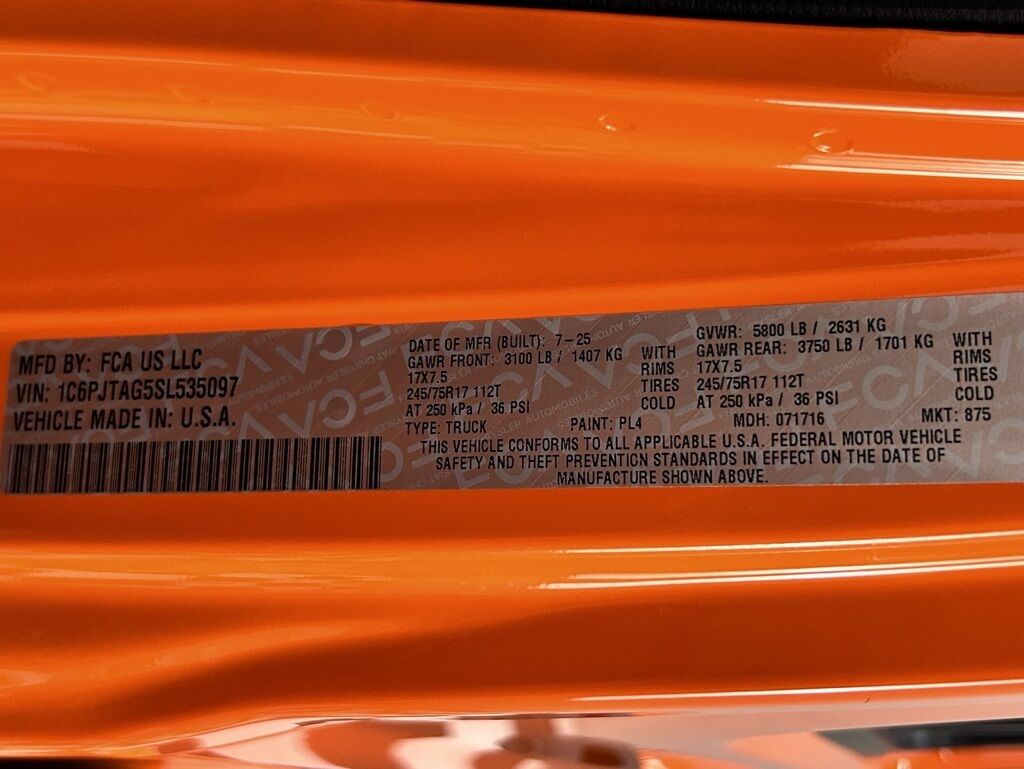 MFD BY: FCA US LLC
VIN: 1C6PJTAG5SL535097
VEHICLE MADE IN: U.S.A.
DATE OF MFR (BUILT): 7-25
GAWR FRONT: 3100 LB / 1407 KG WITH
17X7.5 RIMS
245/75R17 112T TIRES
AT 250 kPa / 36 PSI COLD
GVWR: 5800 LB / 2631 KG
GAWR REAR: 3750 LB / 1701 KG WITH
17X7.5 RIMS
245/75R17 112T TIRES
AT 250 kPa / 36 PSI COLD
TYPE: TRUCK PAINT: PL4 MDH: 071716 MKT: 875
THIS VEHICLE CONFORMS TO ALL APPLICABLE U.S.A. FEDERAL MOTOR VEHICLE
SAFETY AND THEFT PREVENTION STANDARDS IN EFFECT ON THE DATE OF
MANUFACTURE SHOWN ABOVE.